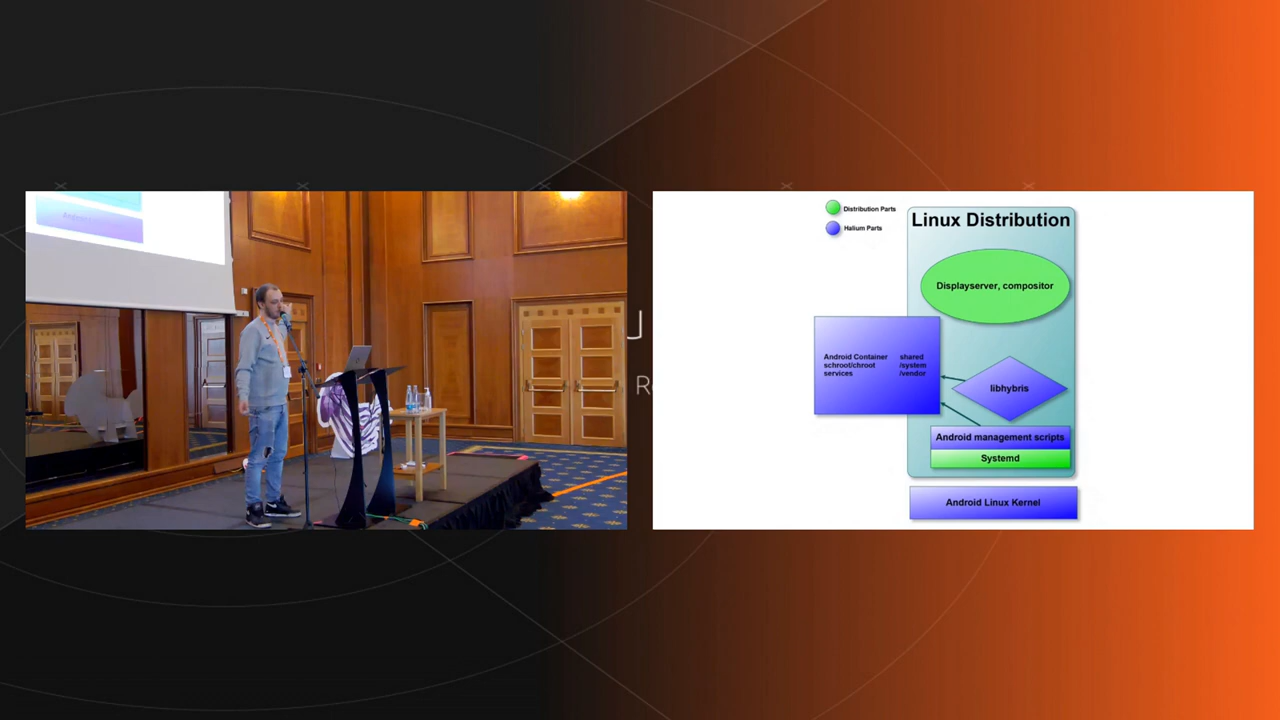 Distribution Parts
Halium Parts
Linux Distribution
Displayserver, compositor
Android Container
schroot/chroot
services
shared
/system
/vendor
libhybris
Android management scripts
Systemd
Android Linux Kernel
J
R